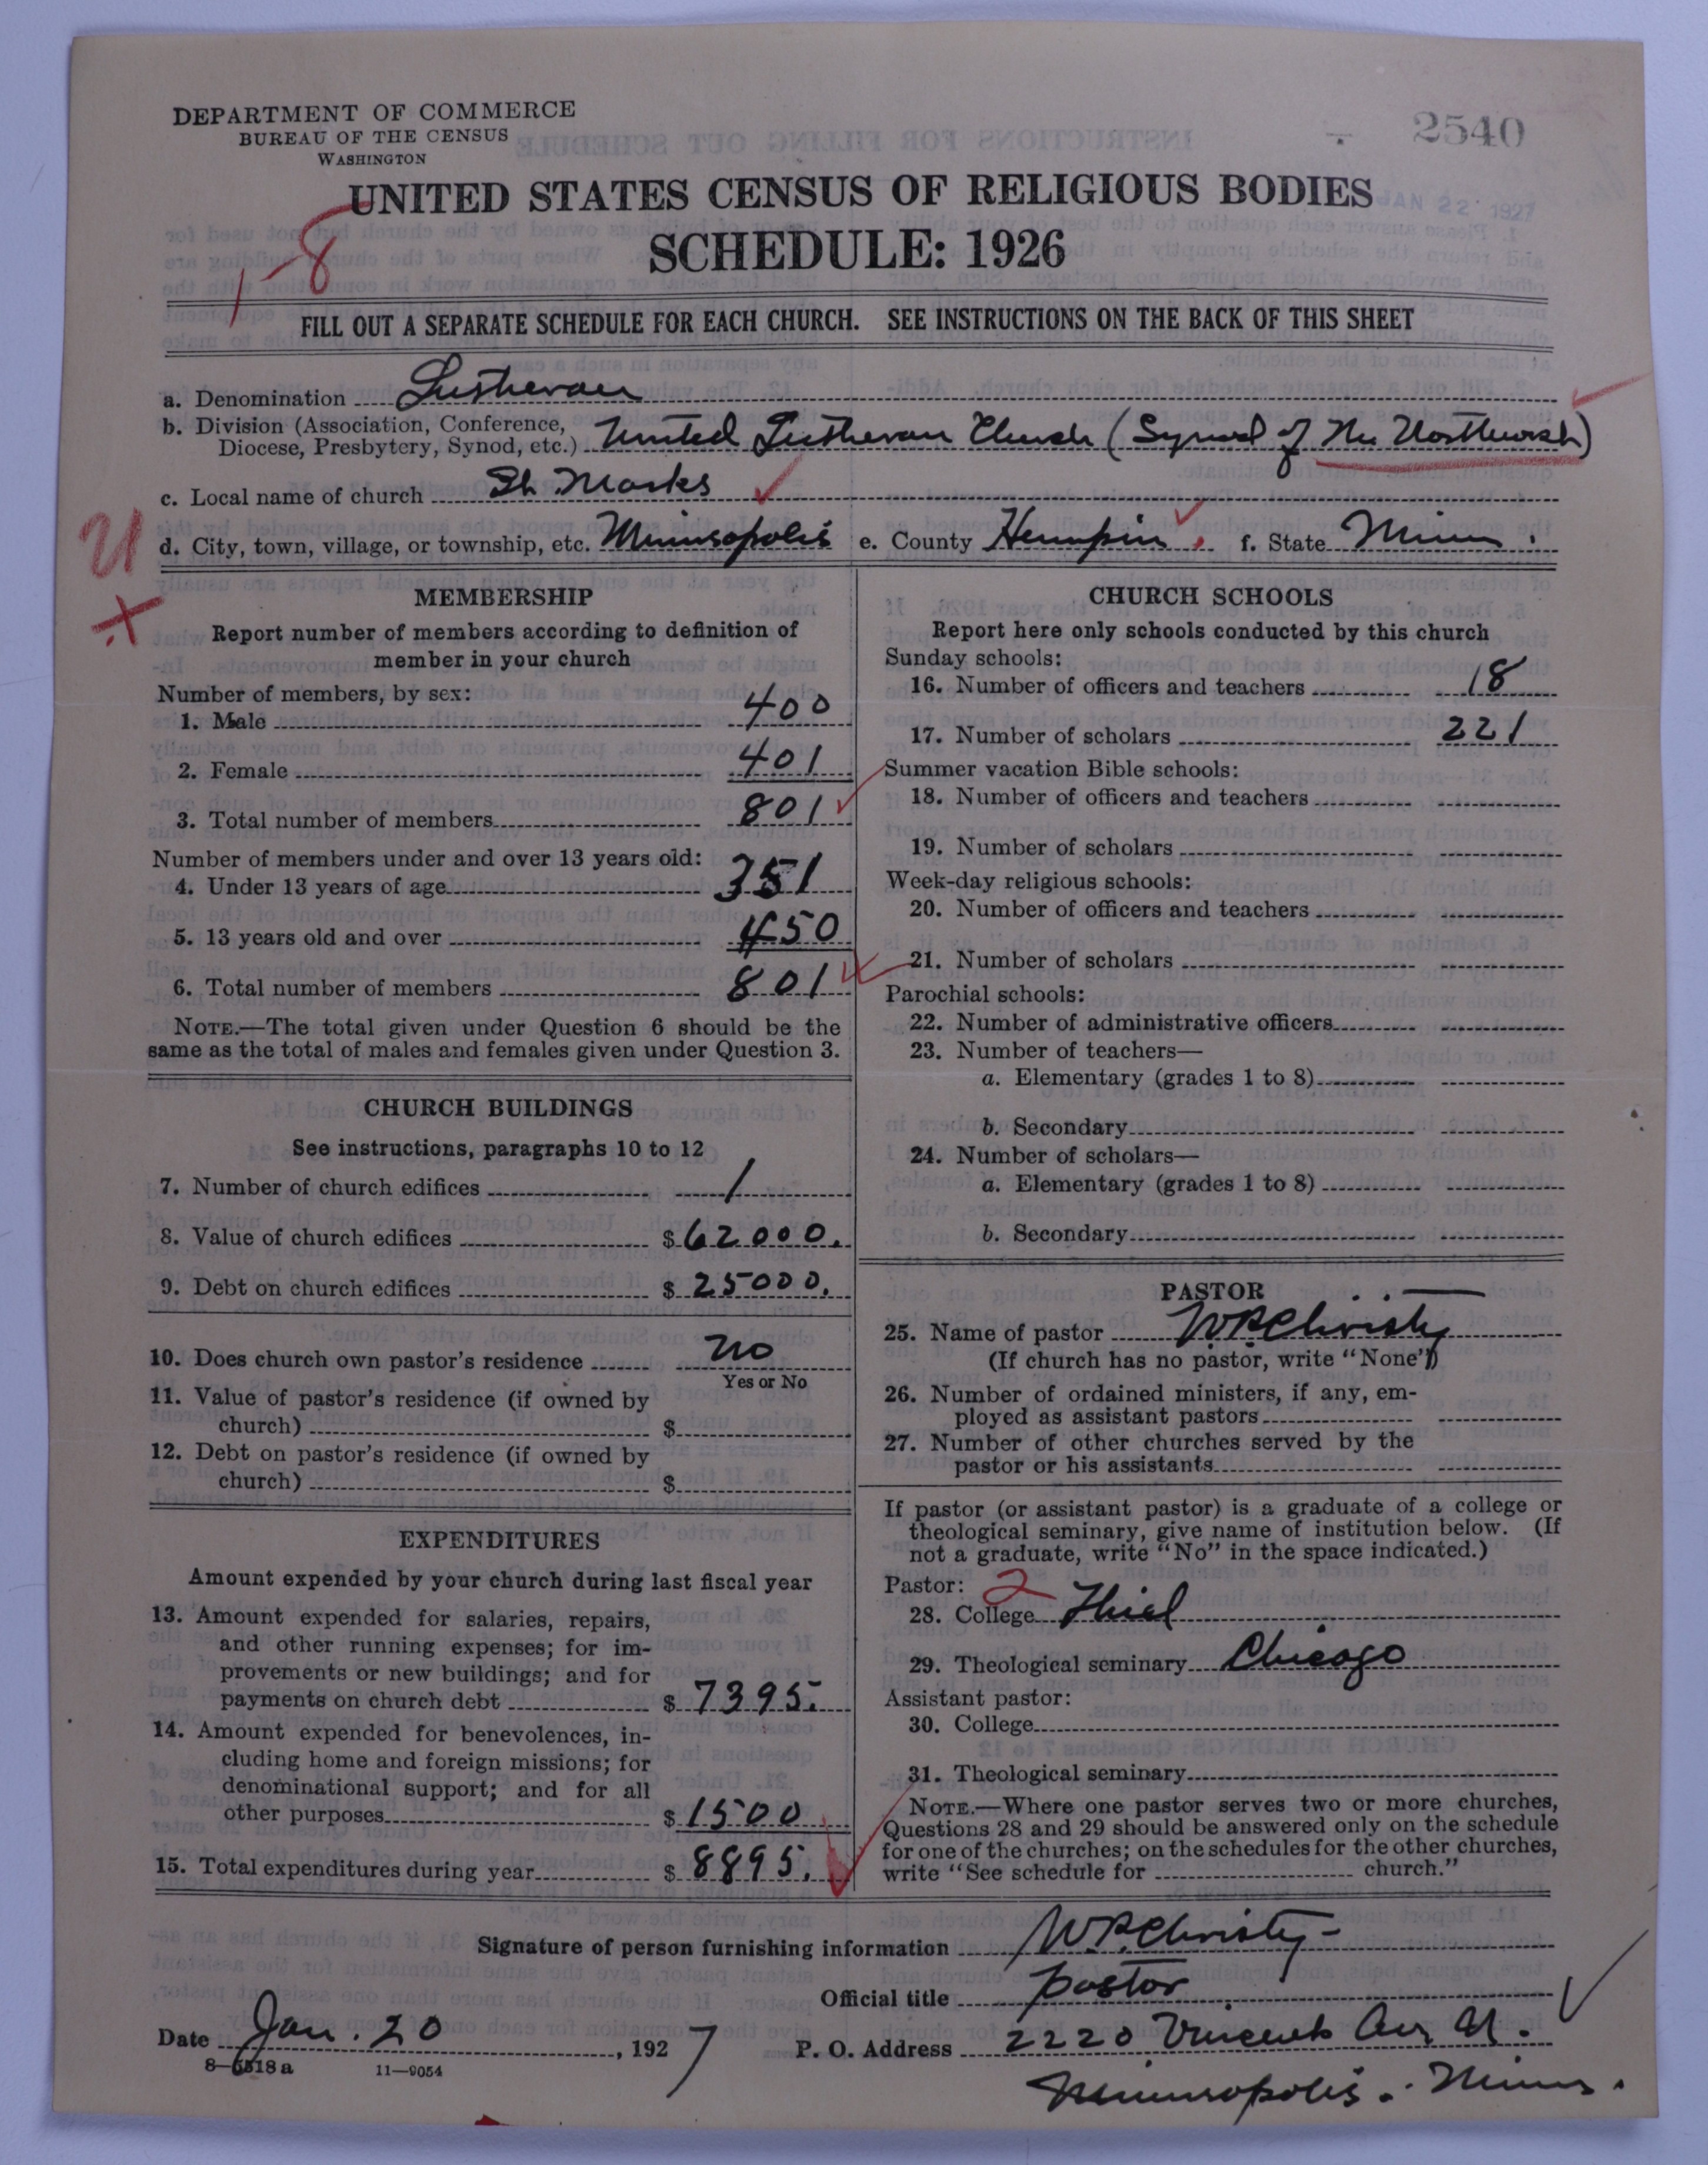 DEPARTMENT OF COMMERCE
BUREAU OF THE CENSUS
WASHINGTON
2540
JAN 22 1927
UNITED STATES CENSUS OF RELIGIOUS BODIES
SCHEDULE: 1926
1-8
FILL OUT A SEPARATE SCHEDULE FOR EACH CHURCH. SEE INSTRUCTIONS ON THE BACK OF THIS SHEET
a. Denomination Lutheran
b. Division (Association, Conference, Diocese, Presbytery, Synod, etc.) United Lutheran Church (Synod of the Northwest)
c. Local name of church St Marks
d. City, town, village, or township, etc. Minneapolis e. County Hennepin f. State Minn.
MEMBERSHIP
Report number of members according to definition of
member in your church
Number of members, by sex:
1. Male 400
2. Female 401
3. Total number of members 801
Number of members under and over 13 years old:
4. Under 13 years of age 351
5. 13 years old and over 450
6. Total number of members 801
NOTE.—The total given under Question 6 should be the
same as the total of males and females given under Question 3.
CHURCH BUILDINGS
See instructions, paragraphs 10 to 12
7. Number of church edifices 1
8. Value of church edifices $ 62000.
9. Debt on church edifices $ 25000.
10. Does church own pastor's residence No
Yes or No
11. Value of pastor's residence (if owned by
church) $
12. Debt on pastor's residence (if owned by
church) $
EXPENDITURES
Amount expended by your church during last fiscal year
13. Amount expended for salaries, repairs,
and other running expenses; for im-
provements or new buildings; and for
payments on church debt $ 7395.
14. Amount expended for benevolences, in-
cluding home and foreign missions; for
denominational support; and for all
other purposes $ 1500
15. Total expenditures during year $ 8895.
CHURCH SCHOOLS
Report here only schools conducted by this church
Sunday schools:
16. Number of officers and teachers 18
17. Number of scholars 221
Summer vacation Bible schools:
18. Number of officers and teachers
19. Number of scholars
Week-day religious schools:
20. Number of officers and teachers
21. Number of scholars
Parochial schools:
22. Number of administrative officers
23. Number of teachers—
a. Elementary (grades 1 to 8)
b. Secondary
24. Number of scholars—
a. Elementary (grades 1 to 8)
b. Secondary
PASTOR
25. Name of pastor W P Christy
(If church has no pastor, write "None")
26. Number of ordained ministers, if any, em-
ployed as assistant pastors
27. Number of other churches served by the
pastor or his assistants
If pastor (or assistant pastor) is a graduate of a college or
theological seminary, give name of institution below. (If
not a graduate, write "No" in the space indicated.)
Pastor: 2
28. College Thiel
29. Theological seminary Chicago
Assistant pastor:
30. College
31. Theological seminary
NOTE.—Where one pastor serves two or more churches,
Questions 28 and 29 should be answered only on the schedule
for one of the churches; on the schedules for the other churches,
write "See schedule for church."
Signature of person furnishing information W. P. Christy
Official title pastor
Date Jan. 20, 1927 P. O. Address 2220 Vincent Ave N.
Minneapolis. Minn.
8-6518a 11-9054